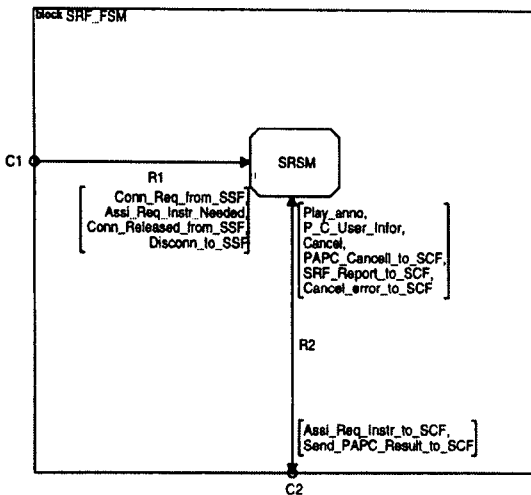 block SRF_FSM
SRSM
C1
R1
Conn_Req_from_SSF,
Assi_Req_Instr_Needed,
Conn_Released_from_SSF,
Disconn_to_SSF
Play_anno,
P_C_User_Infor,
Cancel,
PAPC_Cancell_to_SCF,
SRF_Report_to_SCF,
Cancel_error_to_SCF
R2
Assi_Req_Instr_to_SCF,
Send_PAPC_Result_to_SCF
C2